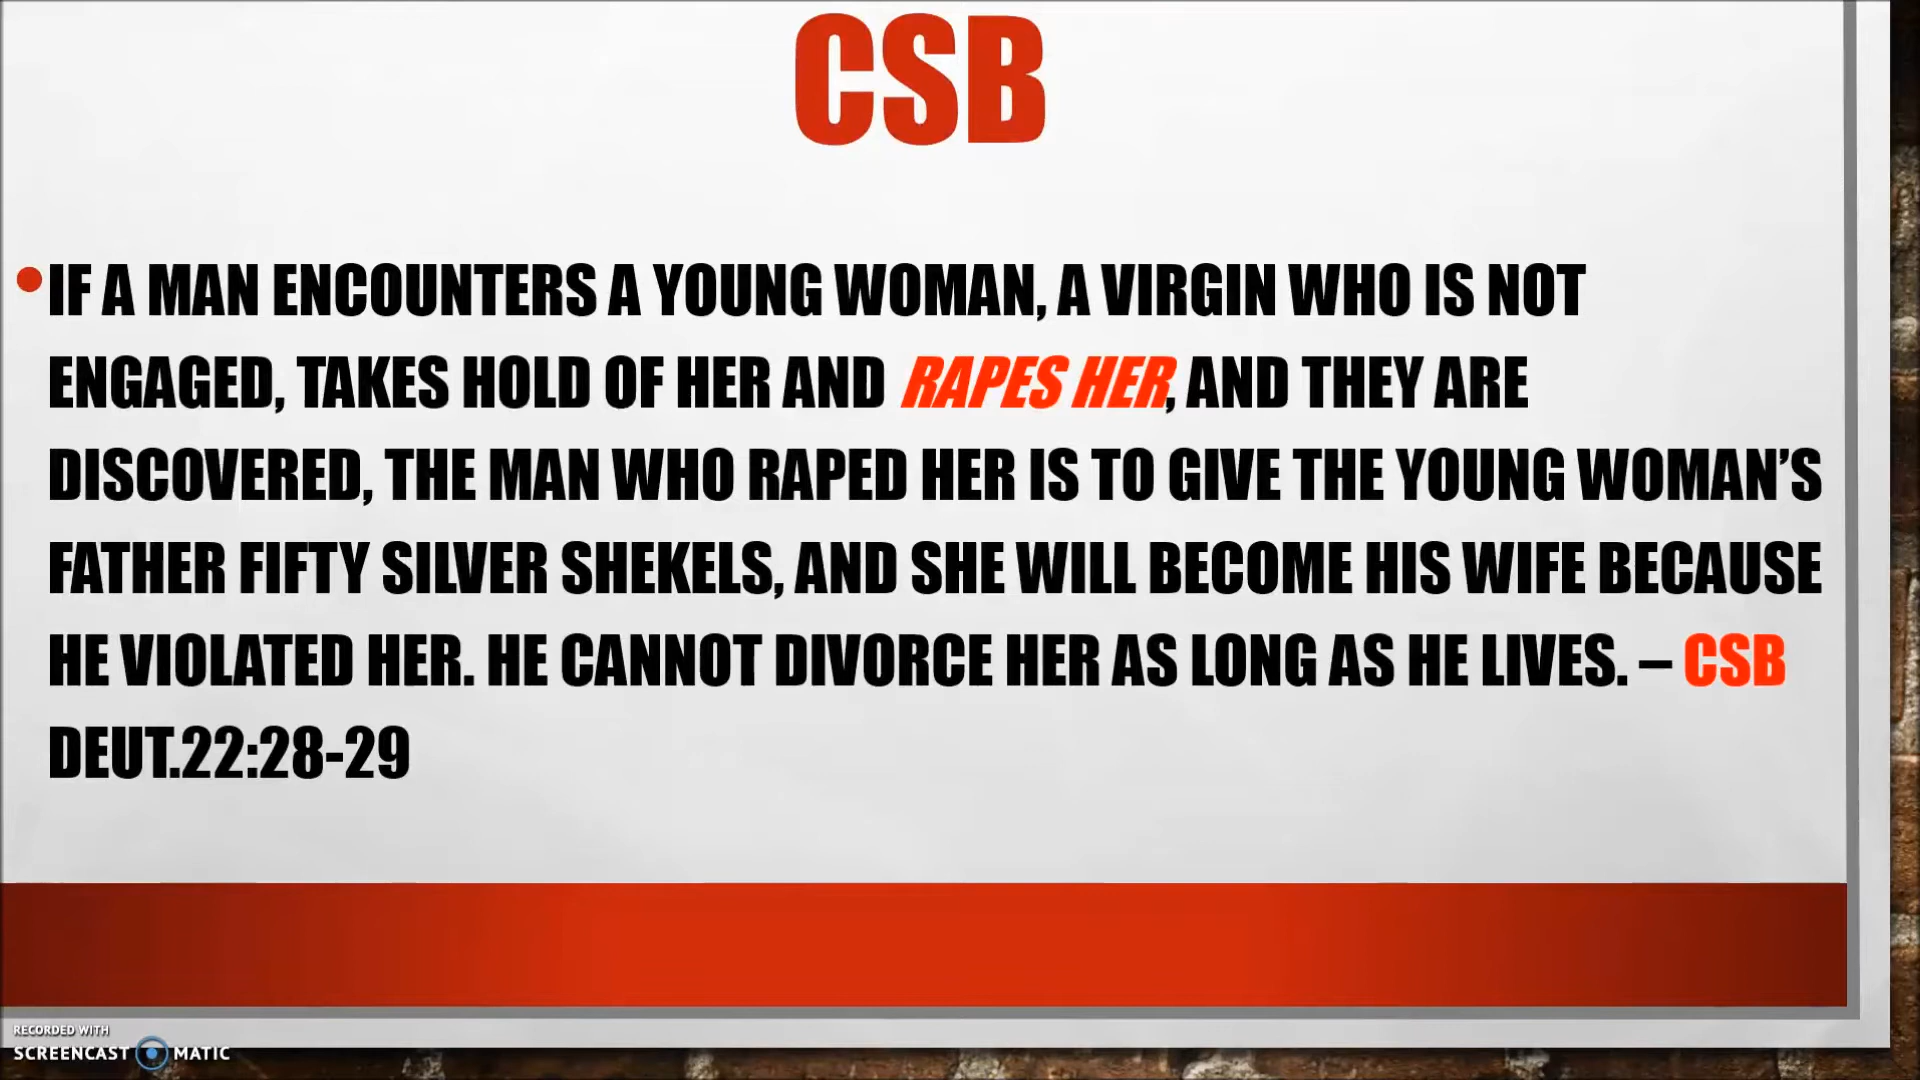 CSB
•IF A MAN ENCOUNTERS A YOUNG WOMAN, A VIRGIN WHO IS NOT
ENGAGED, TAKES HOLD OF HER AND RAPES HER, AND THEY ARE
DISCOVERED, THE MAN WHO RAPED HER IS TO GIVE THE YOUNG WOMAN’S
FATHER FIFTY SILVER SHEKELS, AND SHE WILL BECOME HIS WIFE BECAUSE
HE VIOLATED HER. HE CANNOT DIVORCE HER AS LONG AS HE LIVES. – CSB
DEUT.22:28-29
RECORDED WITH
SCREENCAST MATIC